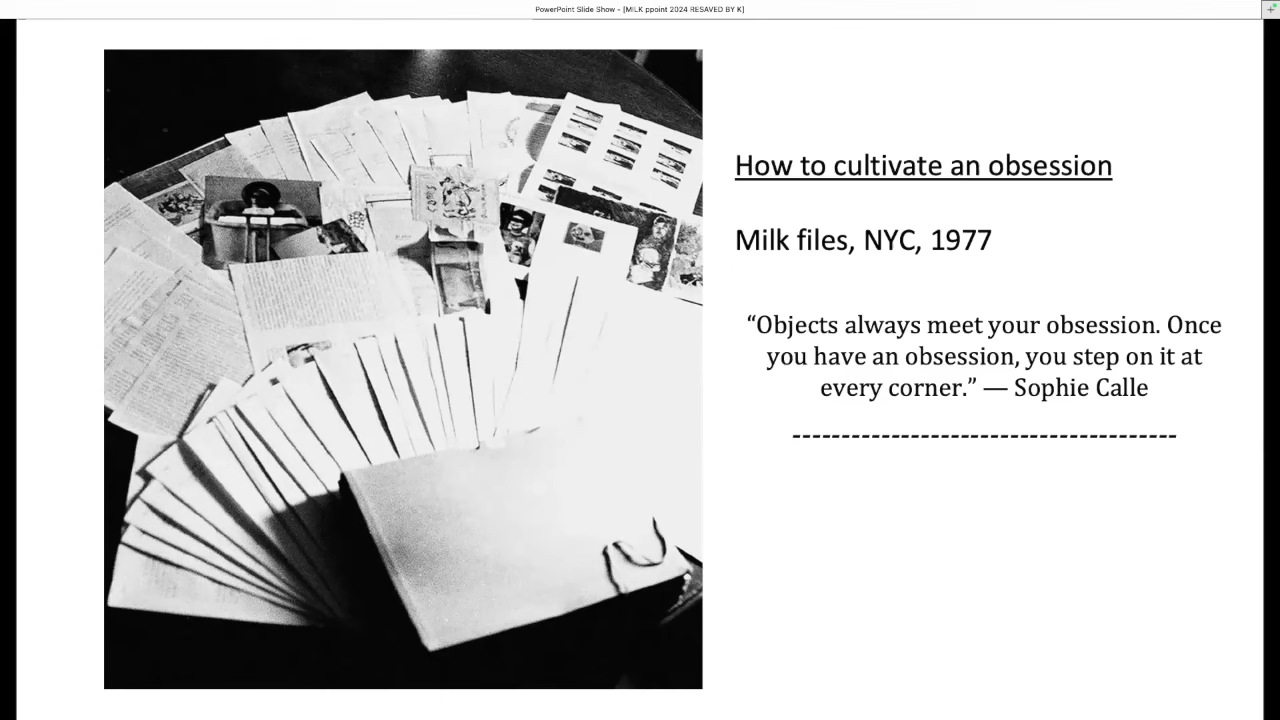 PowerPoint Slide Show - [MILK ppoint 2024 RESAVED BY K]
How to cultivate an obsession
Milk files, NYC, 1977
“Objects always meet your obsession. Once
you have an obsession, you step on it at
every corner.” — Sophie Calle
-------------------------------------